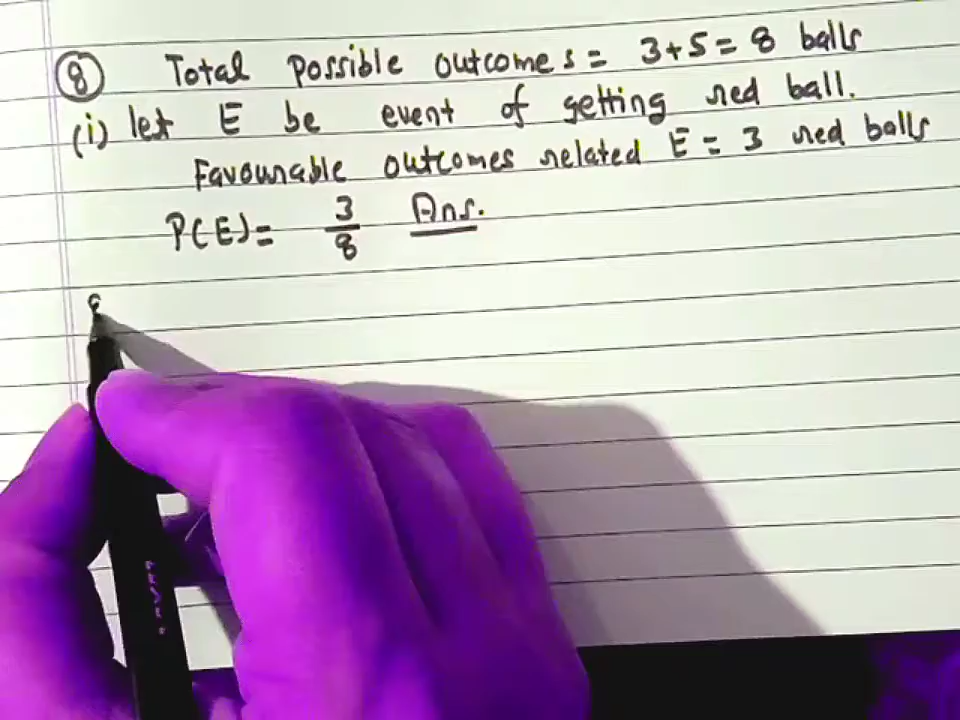 8 Total possible outcomes = 3+5 = 8 balls
(i) let E be event of getting red ball.
Favourable outcomes related E = 3 red balls
P(E) = 3/8 Ans.